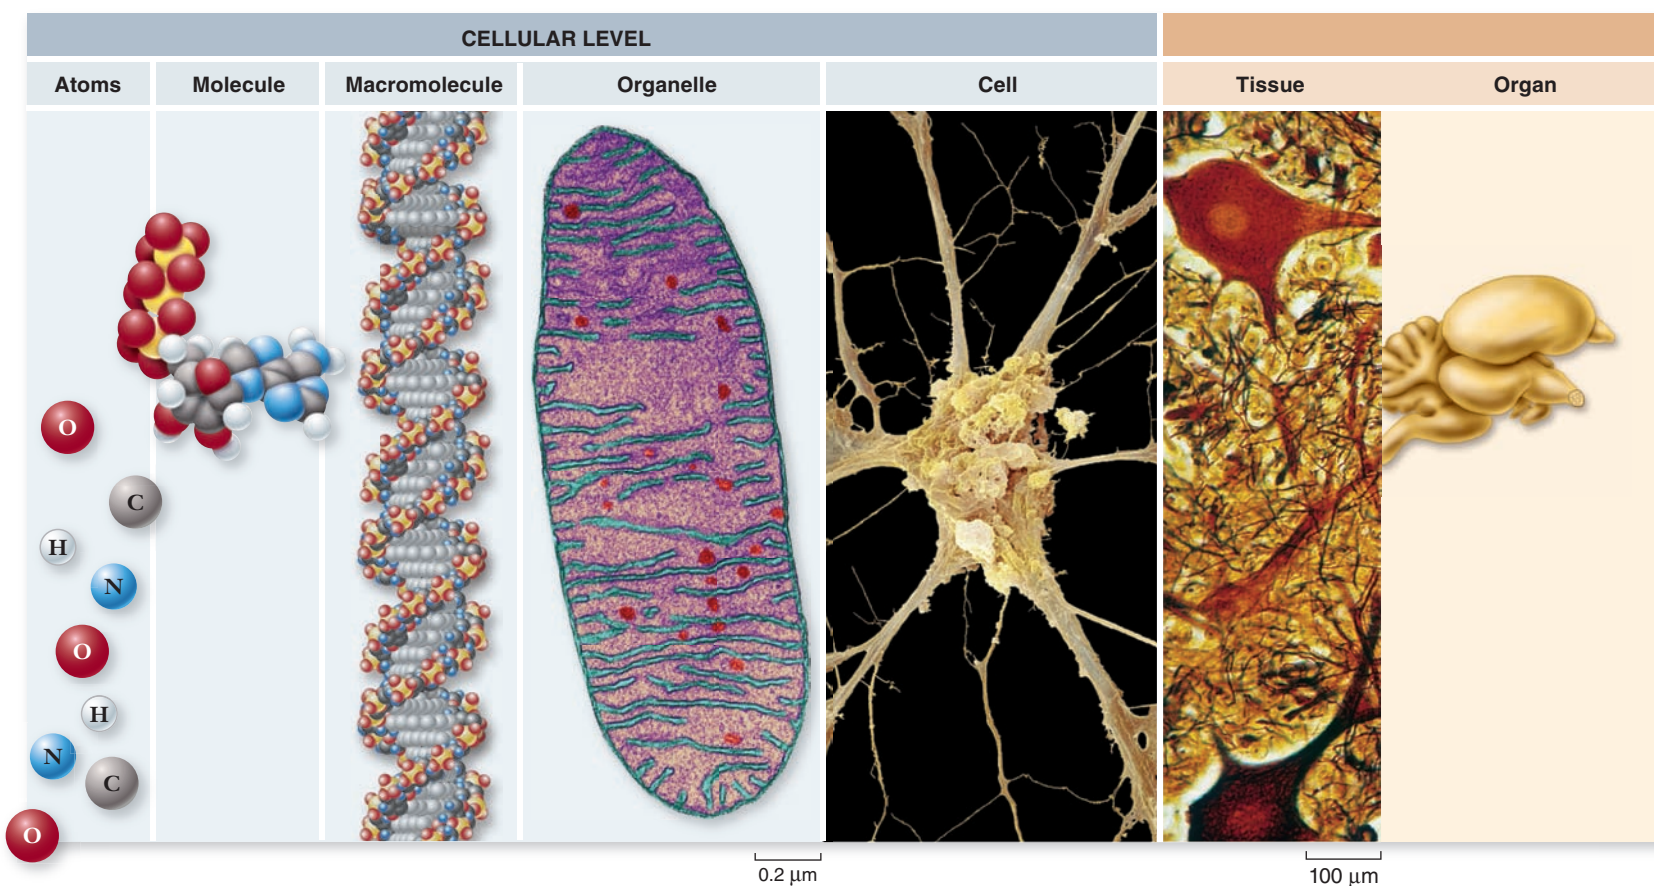 CELLULAR LEVEL
Atoms
Molecule
Macromolecule
Organelle
Cell
Tissue
Organ
O
C
H
N
O
H
N
C
O
0.2 μm
100 μm